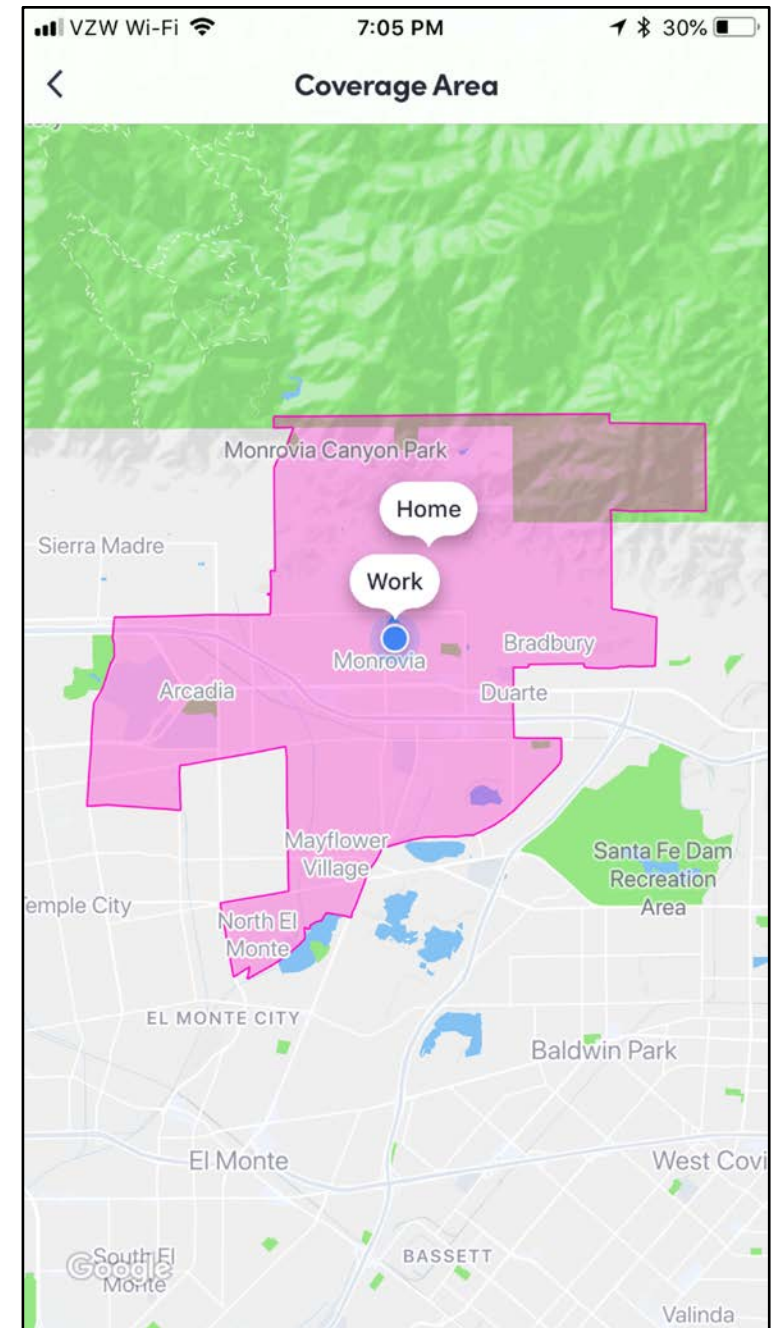 VZW Wi-Fi 7:05 PM 30%
Coverage Area
Monrovia Canyon Park
Home
Sierra Madre
Work
Bradbury
Monrovia
Arcadia
Duarte
Mayflower
Village
Santa Fe Dam
Recreation
Area
emple City
North El
Monte
EL MONTE CITY
Baldwin Park
El Monte
West Covi
South El
Monte
Google
BASSETT
Valinda